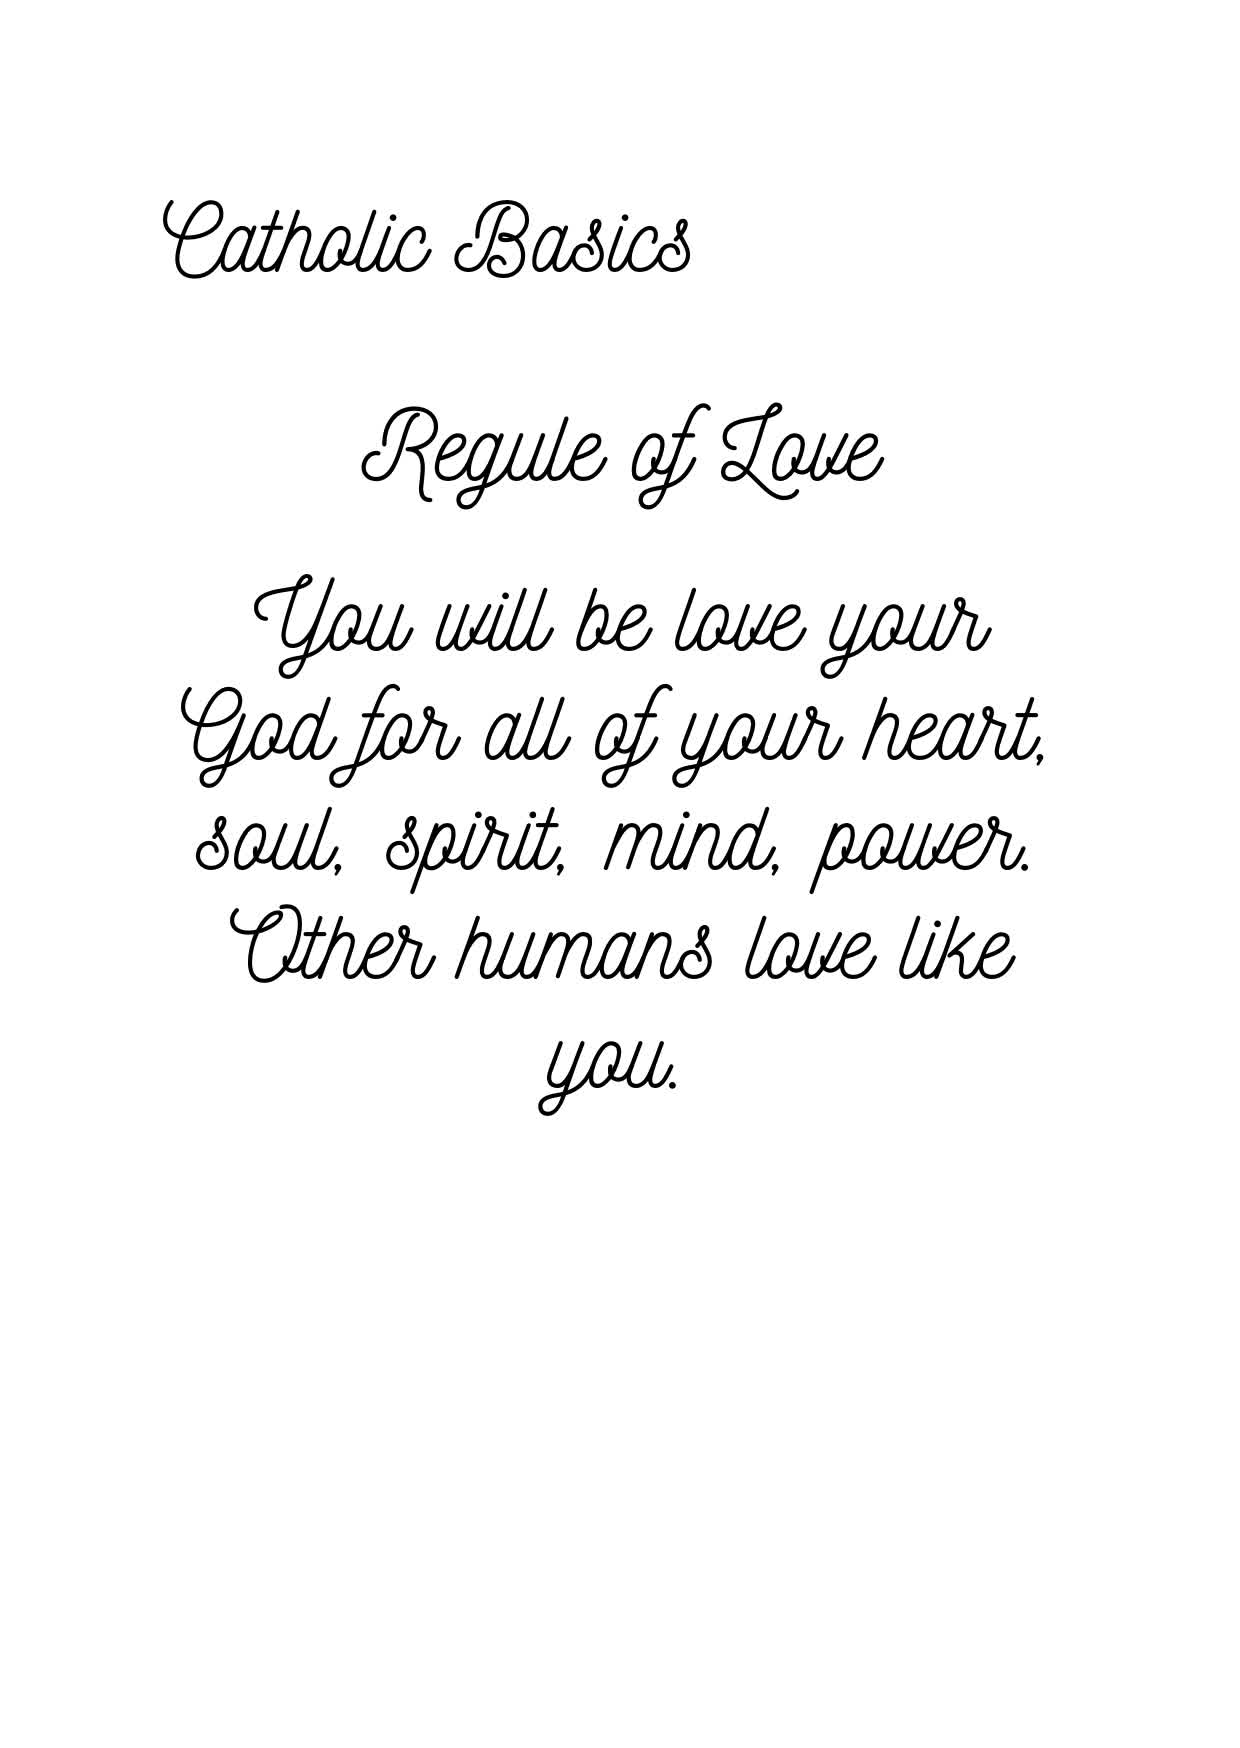 Catholic Basics
Regule of Love
You will be love your
God for all of your heart,
soul, spirit, mind, power.
Other humans love like
you.